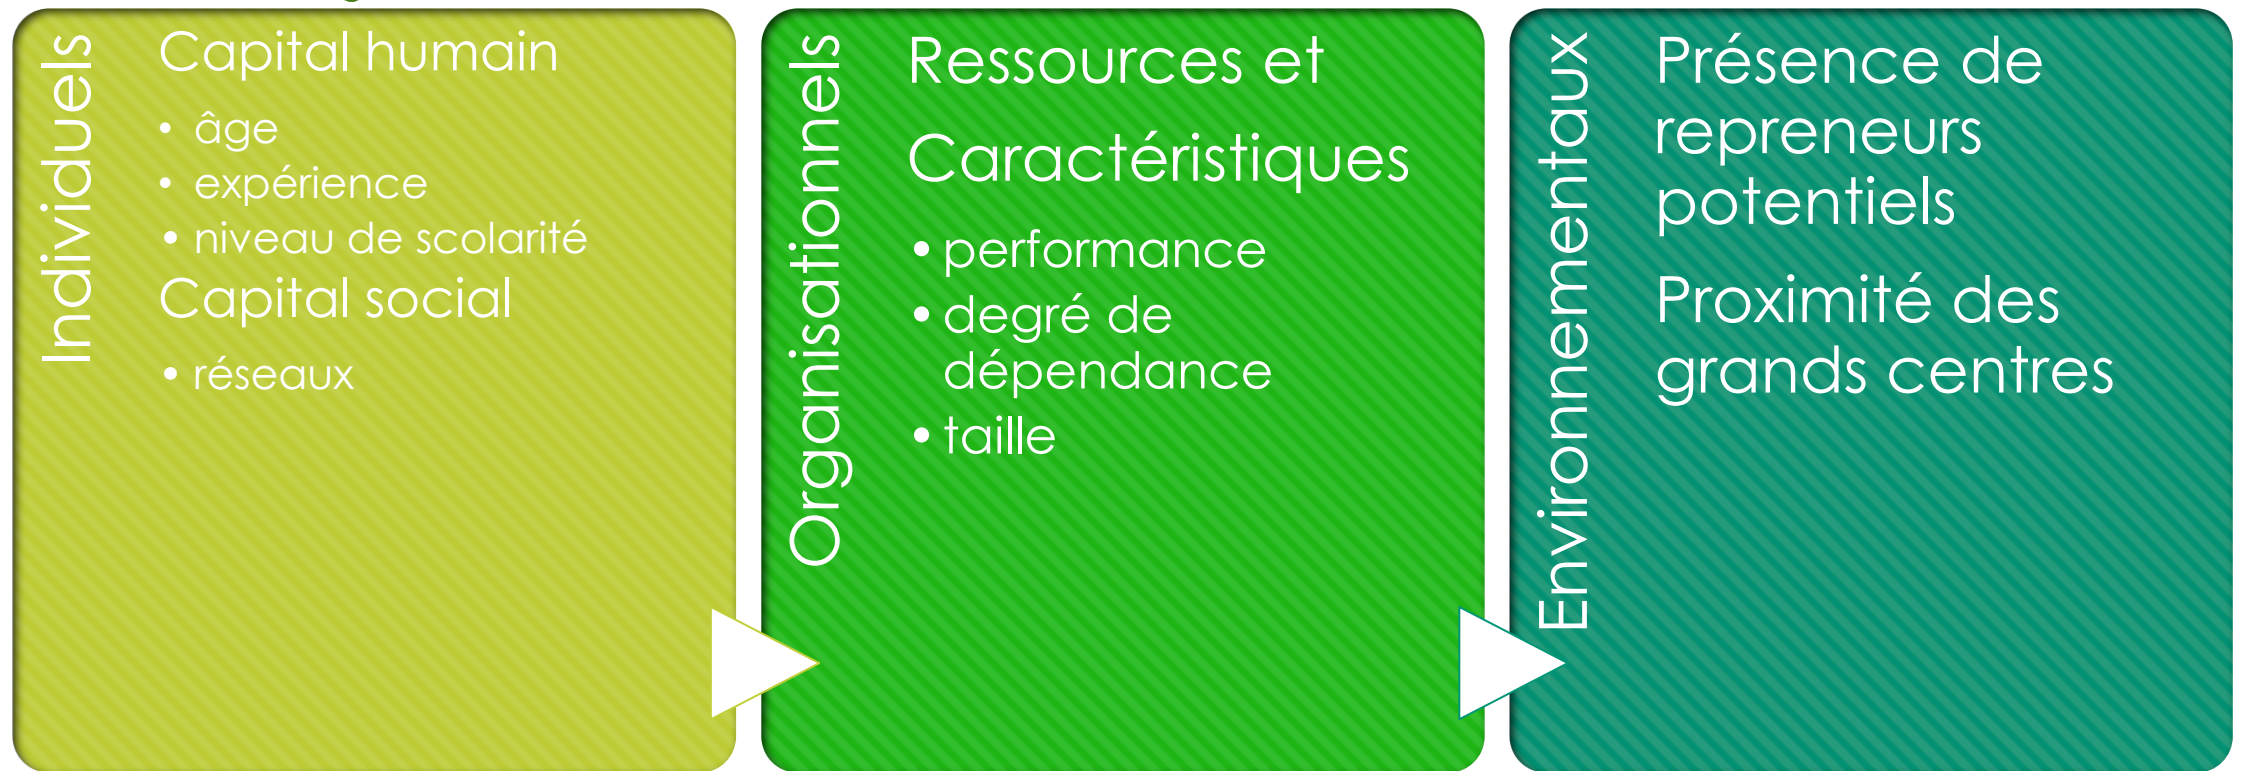 Individuels
Capital humain
• âge
• expérience
• niveau de scolarité
Capital social
• réseaux
Organisationnels
Ressources et
Caractéristiques
• performance
• degré de
dépendance
• taille
Environnementaux
Présence de
repreneurs
potentiels
Proximité des
grands centres